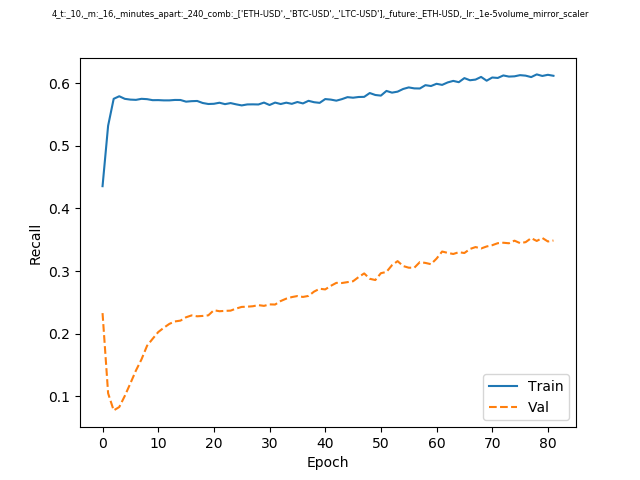 4_t:_10,_m:_16,_minutes_apart:_240_comb:_['ETH-USD',_'BTC-USD',_'LTC-USD'],_future:_ETH-USD,_lr:_1e-5volume_mirror_scaler
0.6
0.5
0.4
0.3
0.2
0.1
Recall
Train
Val
0 10 20 30 40 50 60 70 80
Epoch